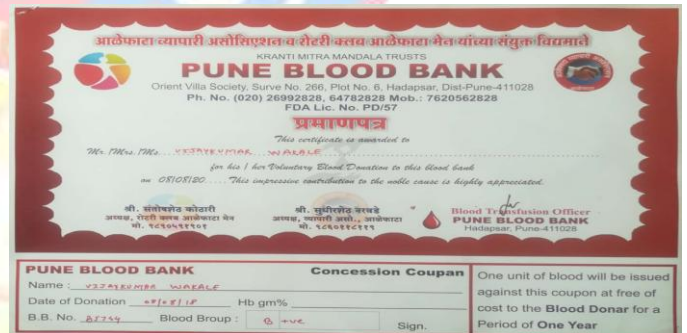 आळेफाटा व्यापारी असोसिएशन व रोटरी क्लब आळेफाटा मेन यांच्या संयुक्त विद्यमाने
KRANTI MITRA MANDALA TRUSTS
PUNE BLOOD BANK
Orient Villa Society, Surve No. 266, Plot No. 6, Hadapsar, Dist-Pune-411028
Ph. No. (020) 26992828, 64782828 Mob.: 7620562828
FDA Lic. No. PD/57
प्रमाणपत्र
This certificate is awarded to
Mr. /Mrs. /Ms. VIJAYKUMAR WAKALE
for his / her Voluntary Blood Donation to this blood bank
on 08/08/20.....This impressive contribution to the noble cause is highly appreciated.
श्री. संतोषशेठ कोठारी
अध्यक्ष, रोटरी क्लब आळेफाटा मेन
मो.
श्री. सुधीरशेठ
अध्यक्ष, व्यापारी असो., आळेफाटा
मो.
Blood Transfusion Officer
PUNE BLOOD BANK
Hadapsar, Pune-411028
PUNE BLOOD BANK Concession Coupan
Name : VIJAYKUMAR WAKALE
Date of Donation Hb gm%
B.B. No. Blood Broup : B +ve Sign.
One unit of blood will be issued
against this coupan at free of
cost to the Blood Donar for a
Period of One Year